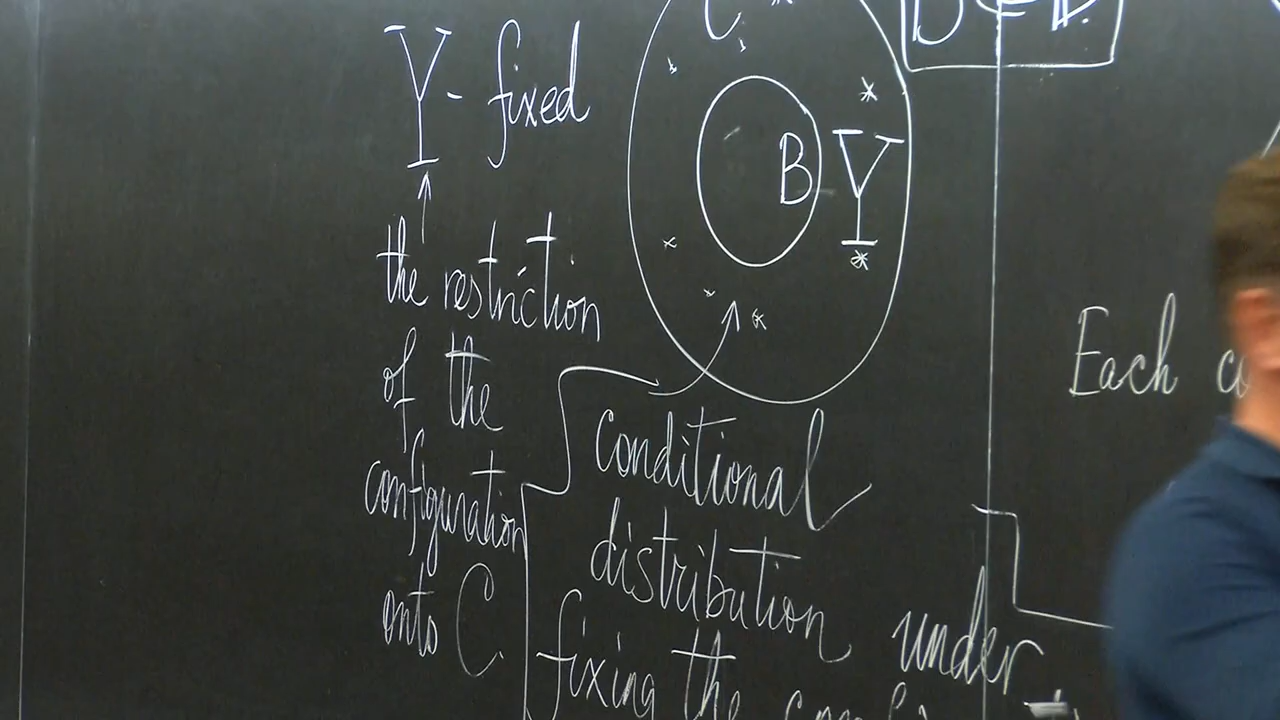 Y - fixed
the restriction
of the
configuration
onto C.
C
B
Y
conditional
distribution
under
fixing the
Each